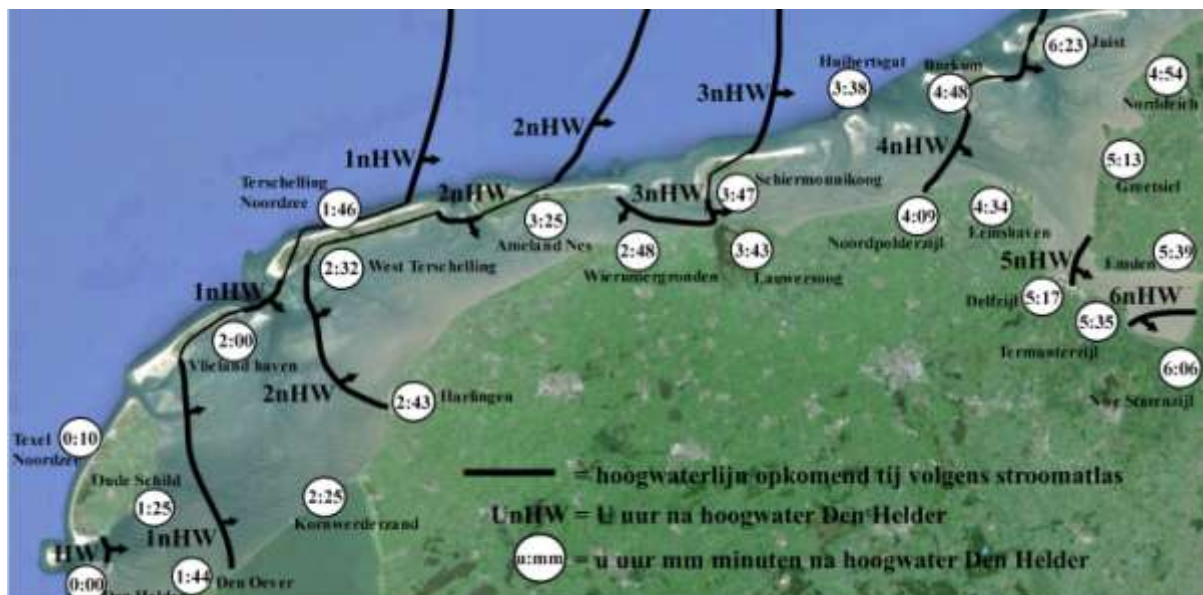 6:23 Juist
Huibertsgat
3:38
Borkum
4:48
4:54
Norddeich
3nHW
2nHW
1nHW
4nHW
5:13
Greetsiel
Terschelling
Noordzee
1:46
2nHW
3nHW
Schiermonnikoog
3:47
3:25
Ameland Nes
2:48
Wierumergronden
3:43
Lauwersoog
4:09
Noordpolderzijl
4:34
Eemshaven
2:32 West Terschelling
5nHW
Emden 5:39
1nHW
Delfzijl 5:17
6nHW
5:35
Termunterzijl
2:00
Vlieland haven
6:06
Nwe Statenzijl
2nHW
2:43 Harlingen
Texel
Noordzee
0:10
Oude Schild
1:25
2:25
Kornwerderzand
= hoogwaterlijn opkomend tij volgens stroomatlas
UnHW = U uur na hoogwater Den Helder
u:mm = u uur mm minuten na hoogwater Den Helder
HW
1nHW
0:00
Den Helder
1:44 Den Oever